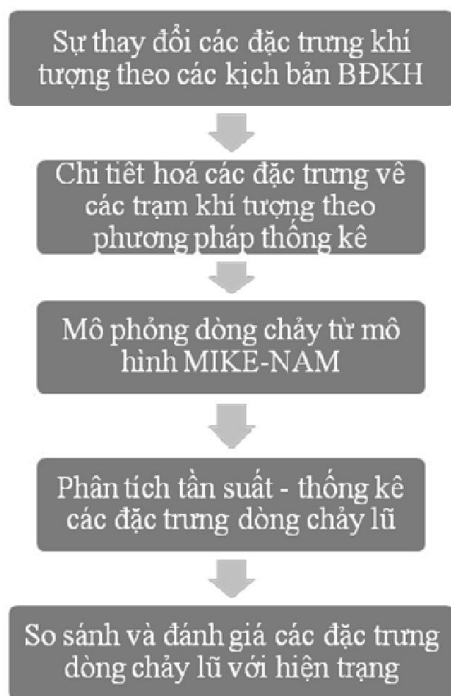 Sự thay đổi các đặc trưng khí
tượng theo các kịch bản BĐKH
Chi tiết hoá các đặc trưng về
các trạm khí tượng theo
phương pháp thống kê
Mô phỏng dòng chảy từ mô
hình MIKE-NAM
Phân tích tần suất - thống kê
các đặc trưng dòng chảy lũ
So sánh và đánh giá các đặc trưng
dòng chảy lũ với hiện trạng